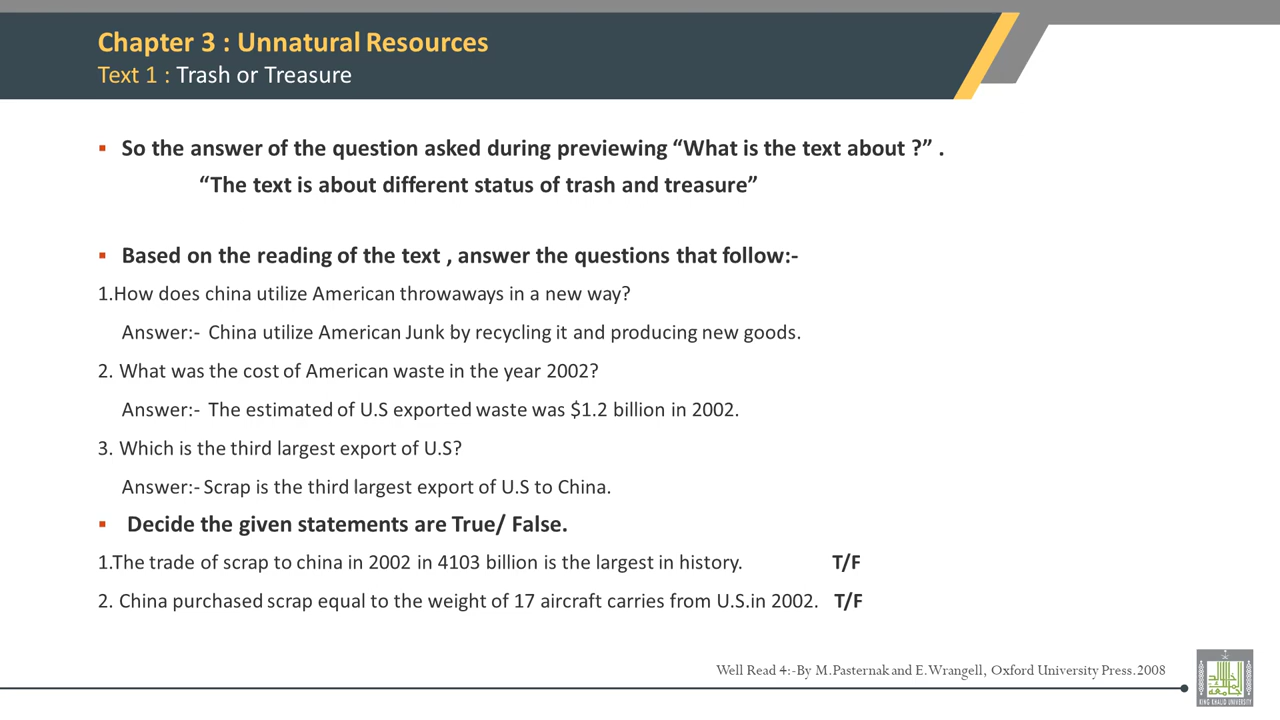 Chapter 3 : Unnatural Resources
Text 1 : Trash or Treasure
▪ So the answer of the question asked during previewing “What is the text about ?” .
“The text is about different status of trash and treasure”
▪ Based on the reading of the text , answer the questions that follow:-
1.How does china utilize American throwaways in a new way?
Answer:- China utilize American Junk by recycling it and producing new goods.
2. What was the cost of American waste in the year 2002?
Answer:- The estimated of U.S exported waste was $1.2 billion in 2002.
3. Which is the third largest export of U.S?
Answer:- Scrap is the third largest export of U.S to China.
▪ Decide the given statements are True/ False.
1.The trade of scrap to china in 2002 in 4103 billion is the largest in history. T/F
2. China purchased scrap equal to the weight of 17 aircraft carries from U.S.in 2002. T/F
Well Read 4:-By M.Pasternak and E.Wrangell, Oxford University Press.2008
KING KHALID UNIVERSITY